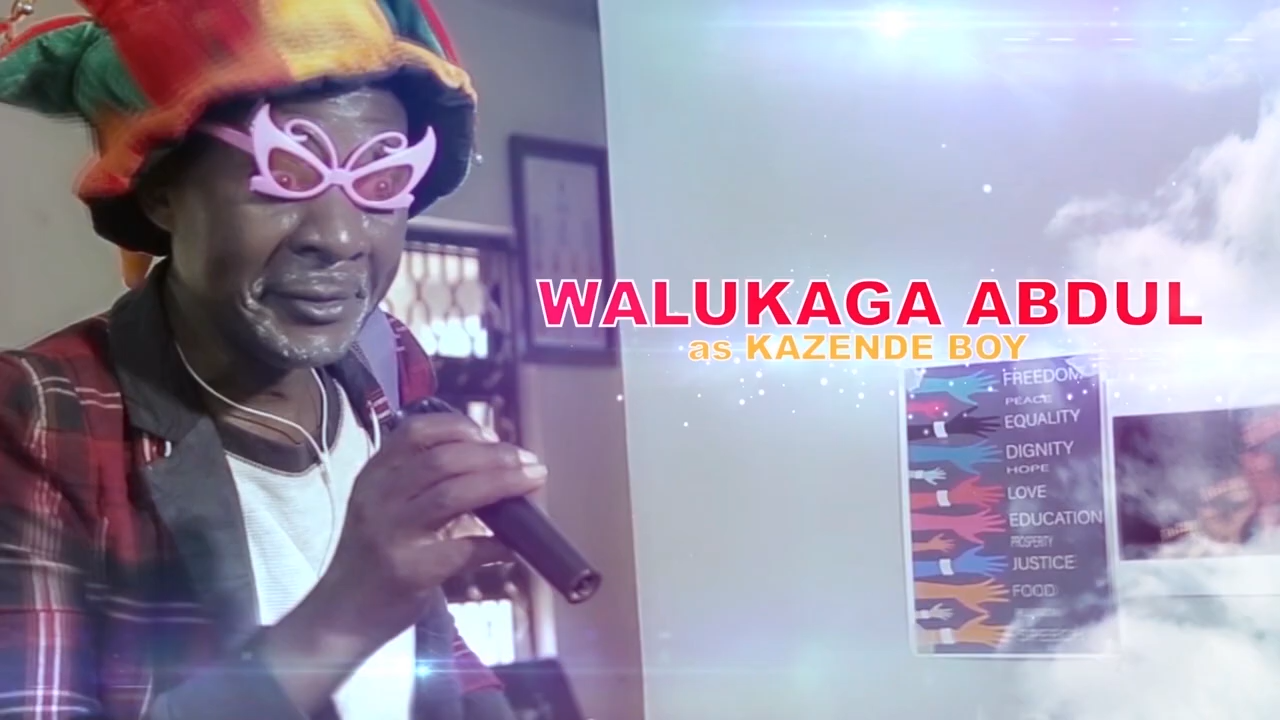 WALUKAGA ABDUL
as KAZENDE BOY
FREEDOM
PEACE
EQUALITY
DIGNITY
HOPE
LOVE
EDUCATION
PROSPERITY
JUSTICE
FOOD